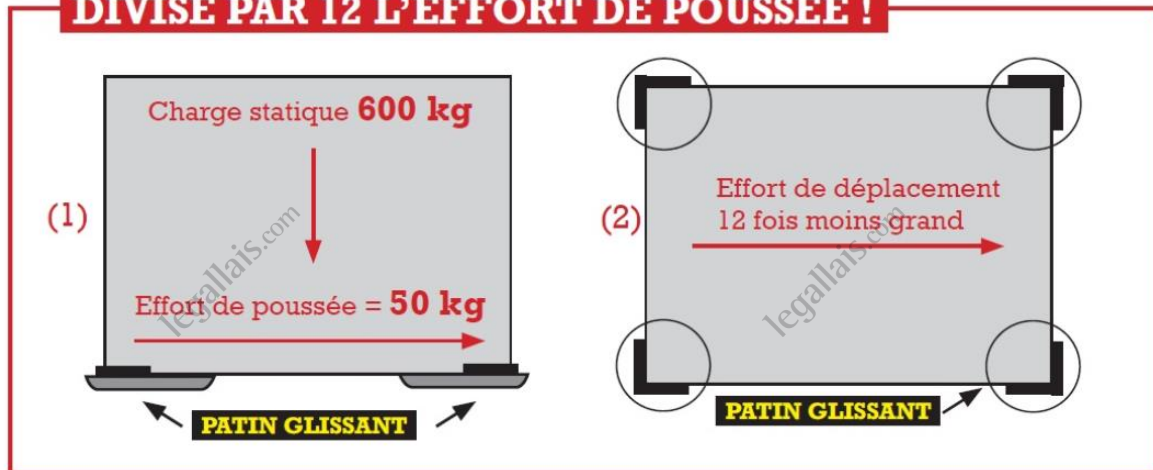 DIVISE PAR 12 L'EFFORT DE POUSSÉE !
Charge statique 600 kg
(1)
legallais.com
Effort de poussée = 50 kg
PATIN GLISSANT
(2)
Effort de déplacement
12 fois moins grand
legallais.com
PATIN GLISSANT